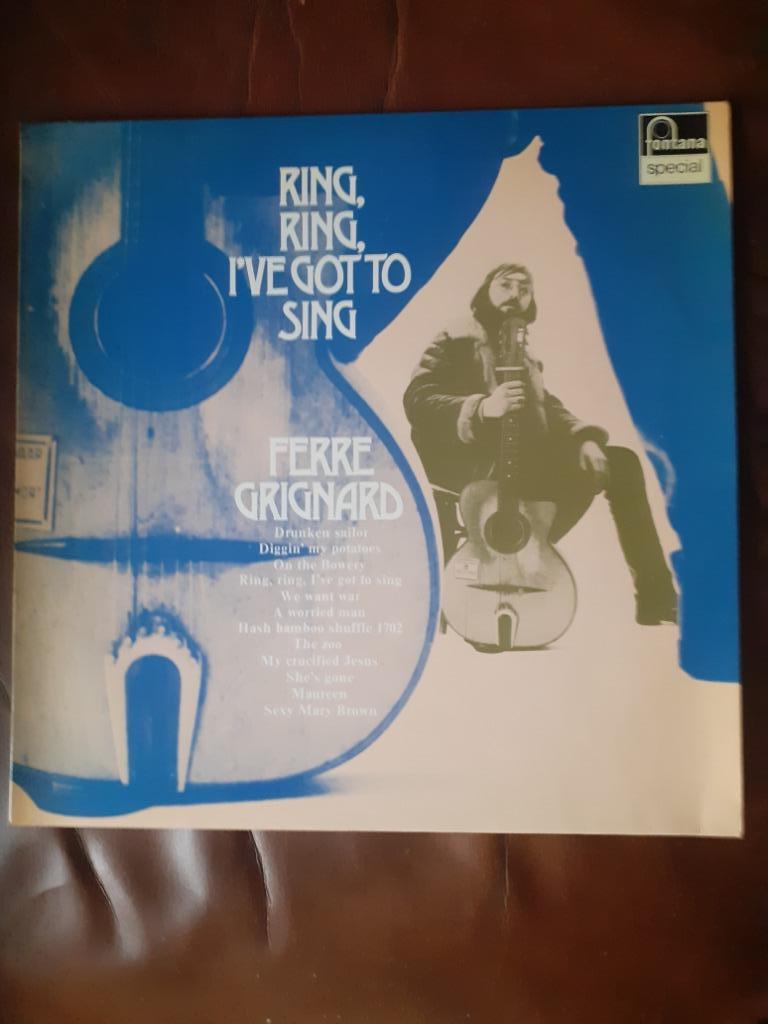 fontana
special
RING,
RING,
I'VE GOT TO
SING
FERRE
GRIGNARD
Drunken sailor
Diggin' my potatoes
On the Bowery
Ring, ring, I've got to sing
We want war
A worried man
Hash bamboo shuffle 1702
The zoo
My crucified Jesus
She's gone
Maureen
Sexy Mary Brown